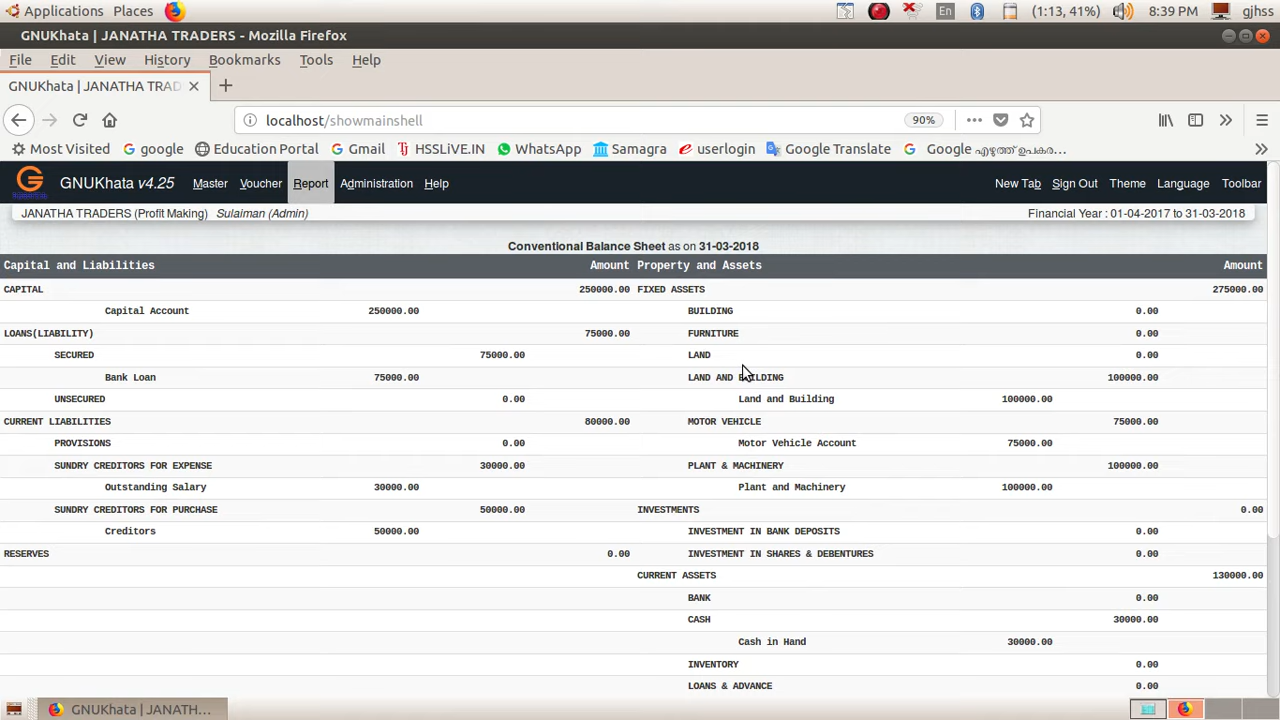 Applications Places En (1:13, 41%) 8:39 PM gjhss
GNUKhata | JANATHA TRADERS - Mozilla Firefox
File Edit View History Bookmarks Tools Help
GNUKhata | JANATHA TRAD
localhost/showmainshell 90%
Most Visited google Education Portal Gmail HSSLiVE.IN WhatsApp Samagra userlogin Google Translate Google എഴുത്ത് ഉപകര...
GNUKhata v4.25 Master Voucher Report Administration Help New Tab Sign Out Theme Language Toolbar
JANATHA TRADERS (Profit Making) Sulaiman (Admin) Financial Year : 01-04-2017 to 31-03-2018
Conventional Balance Sheet as on 31-03-2018
Capital and Liabilities Amount Property and Assets Amount
CAPITAL 250000.00 FIXED ASSETS 275000.00
Capital Account 250000.00 BUILDING 0.00
LOANS(LIABILITY) 75000.00 FURNITURE 0.00
SECURED 75000.00 LAND 0.00
Bank Loan 75000.00 LAND AND BUILDING 100000.00
UNSECURED 0.00 Land and Building 100000.00
CURRENT LIABILITIES 80000.00 MOTOR VEHICLE 75000.00
PROVISIONS 0.00 Motor Vehicle Account 75000.00
SUNDRY CREDITORS FOR EXPENSE 30000.00 PLANT & MACHINERY 100000.00
Outstanding Salary 30000.00 Plant and Machinery 100000.00
SUNDRY CREDITORS FOR PURCHASE 50000.00 INVESTMENTS 0.00
Creditors 50000.00 INVESTMENT IN BANK DEPOSITS 0.00
RESERVES 0.00 INVESTMENT IN SHARES & DEBENTURES 0.00
CURRENT ASSETS 130000.00
BANK 0.00
CASH 30000.00
Cash in Hand 30000.00
INVENTORY 0.00
LOANS & ADVANCE 0.00
GNUKhata | JANATH...